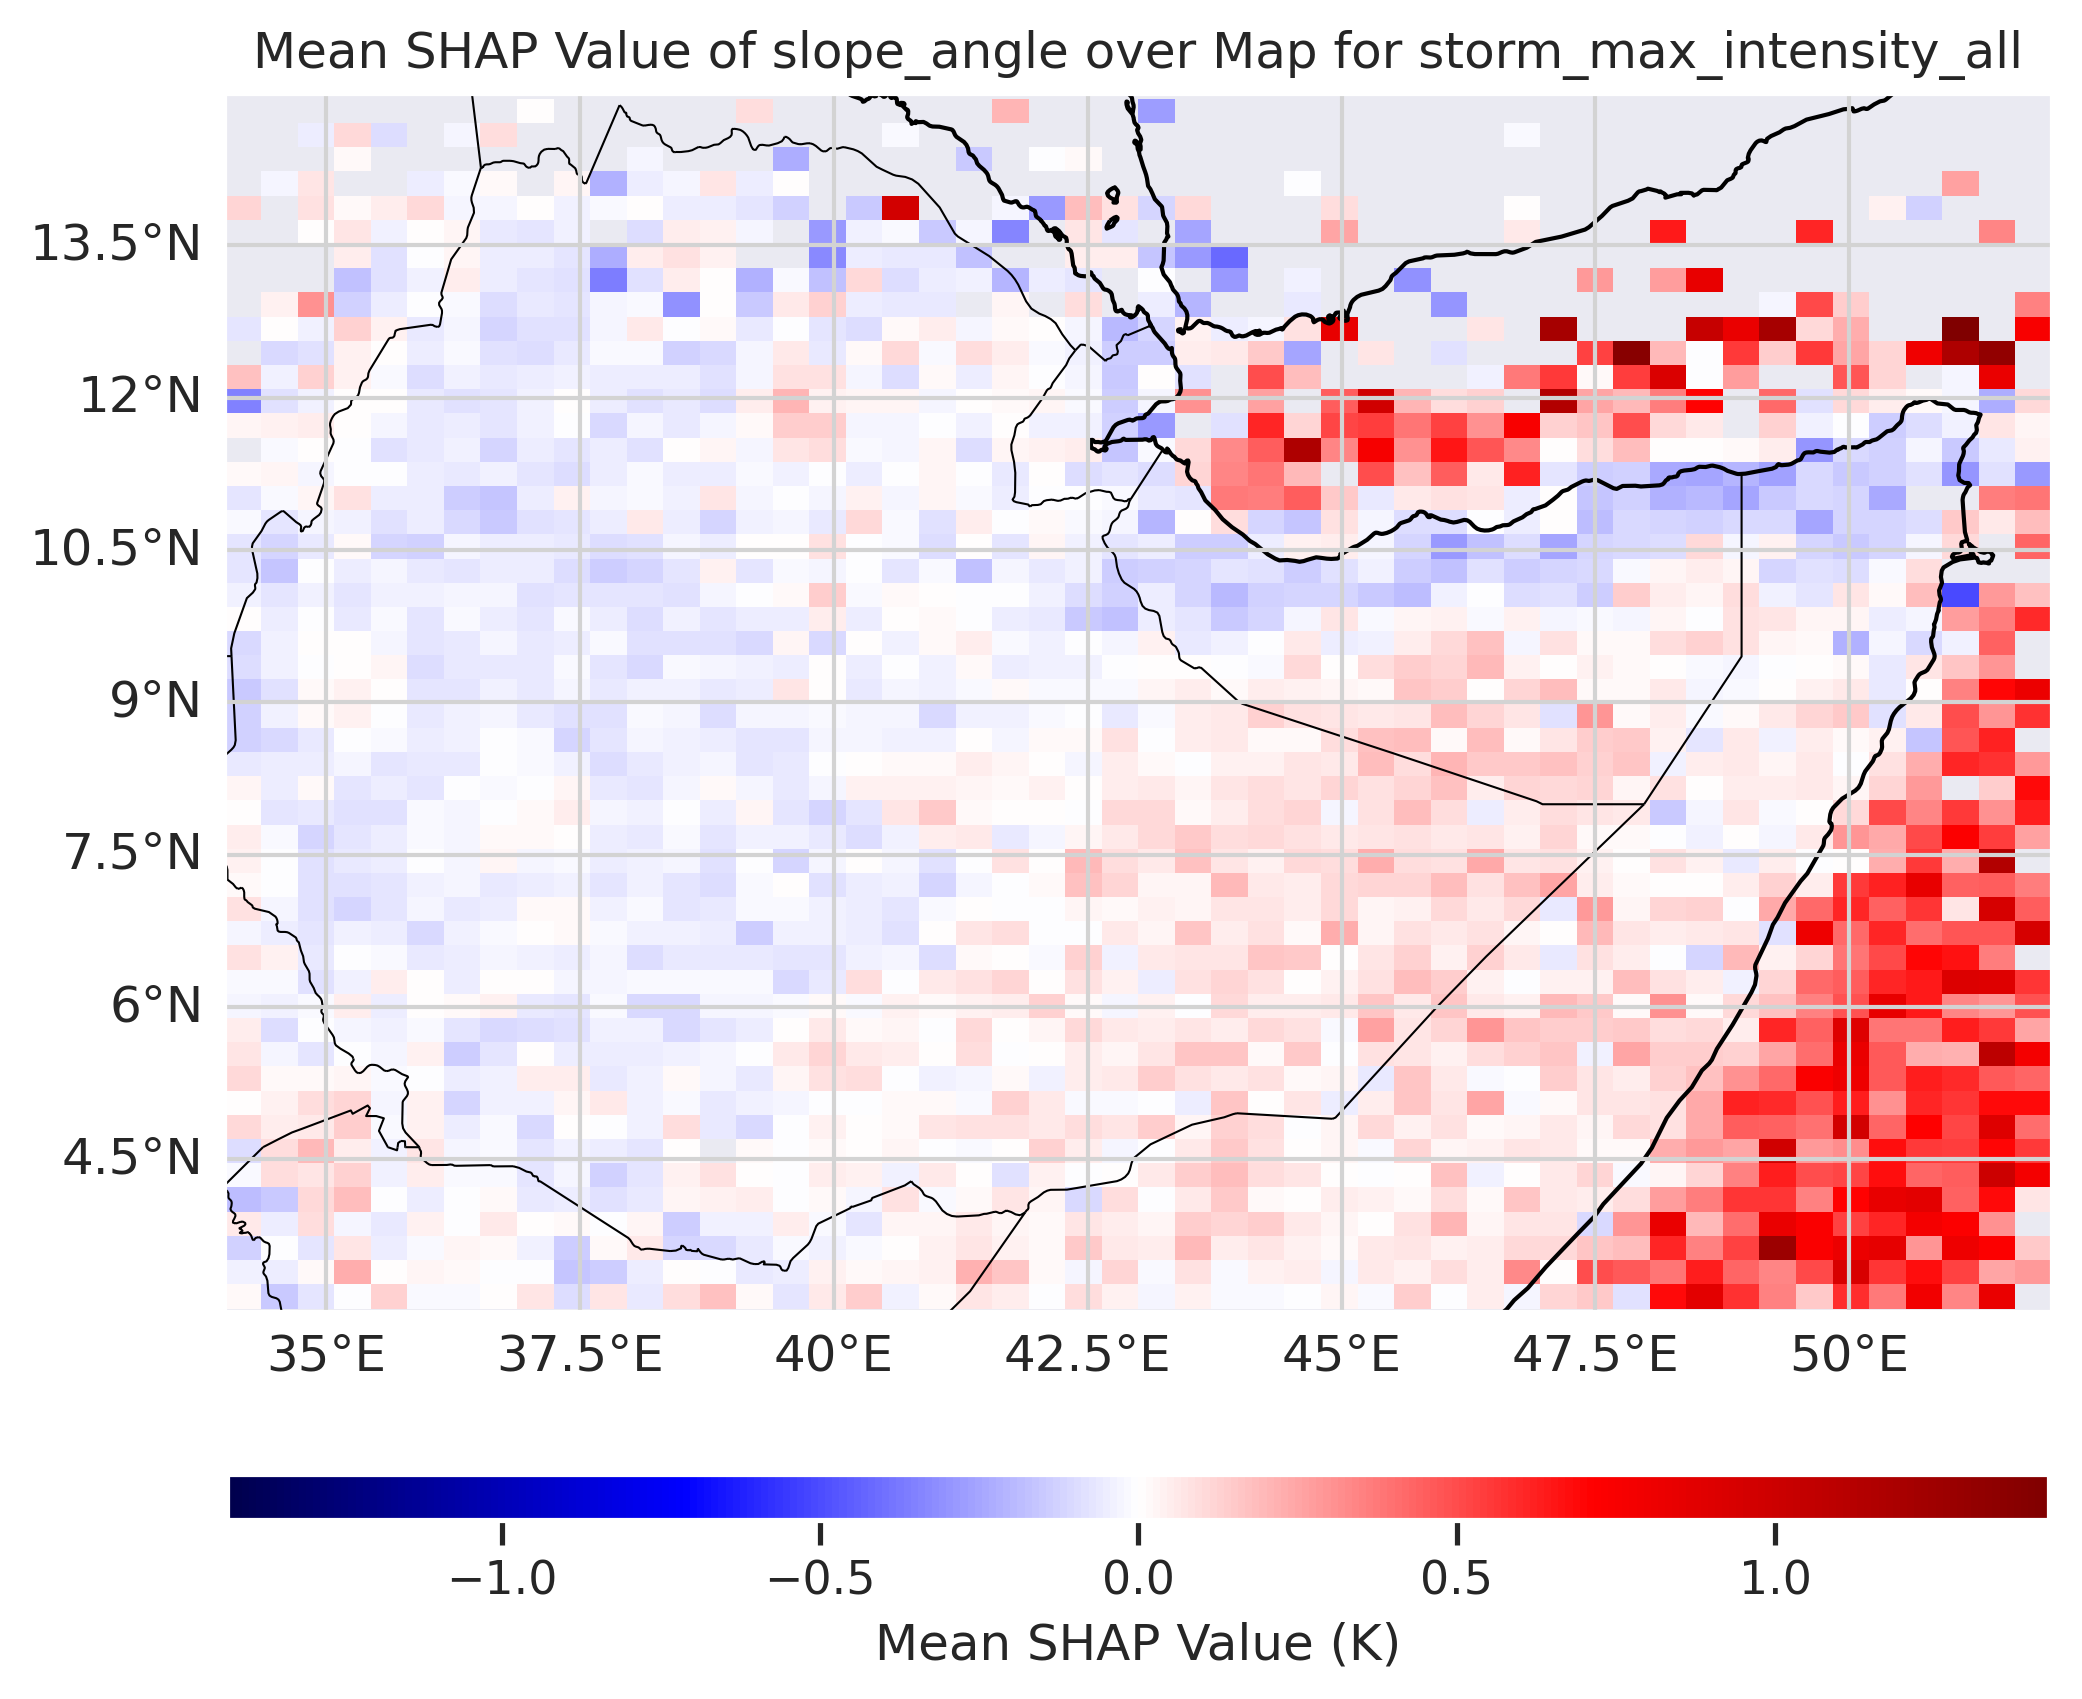 Mean SHAP Value of slope_angle over Map for storm_max_intensity_all
13.5°N
12°N
10.5°N
9°N
7.5°N
6°N
4.5°N
35°E 37.5°E 40°E 42.5°E 45°E 47.5°E 50°E
−1.0 −0.5 0.0 0.5 1.0
Mean SHAP Value (K)